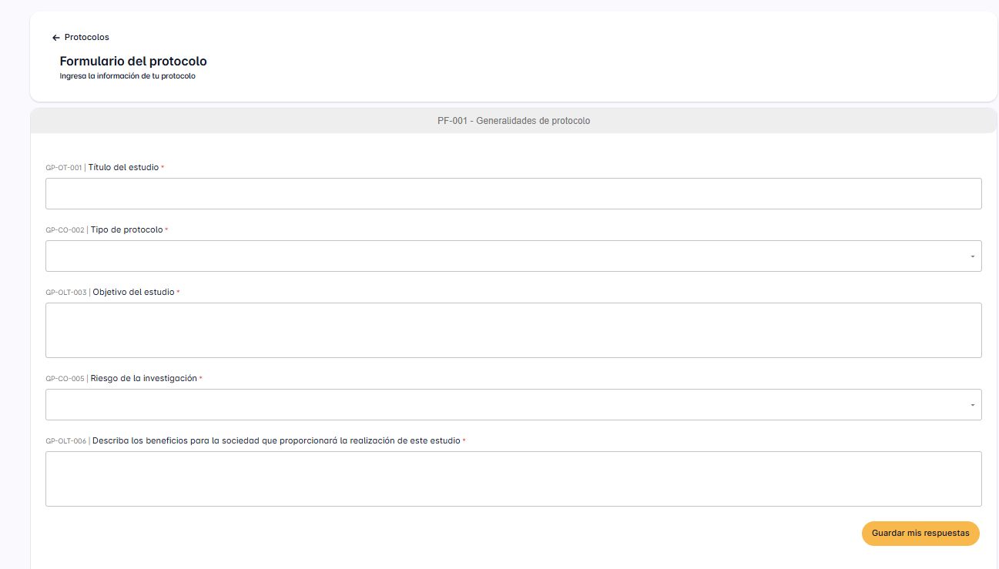 ← Protocolos
Formulario del protocolo
Ingresa la información de tu protocolo
PF-001 - Generalidades de protocolo
GP-OT-001 | Título del estudio *
GP-CO-002 | Tipo de protocolo *
GP-OLT-003 | Objetivo del estudio *
GP-CO-005 | Riesgo de la investigación *
GP-OLT-006 | Describa los beneficios para la sociedad que proporcionará la realización de este estudio *
Guardar mis respuestas